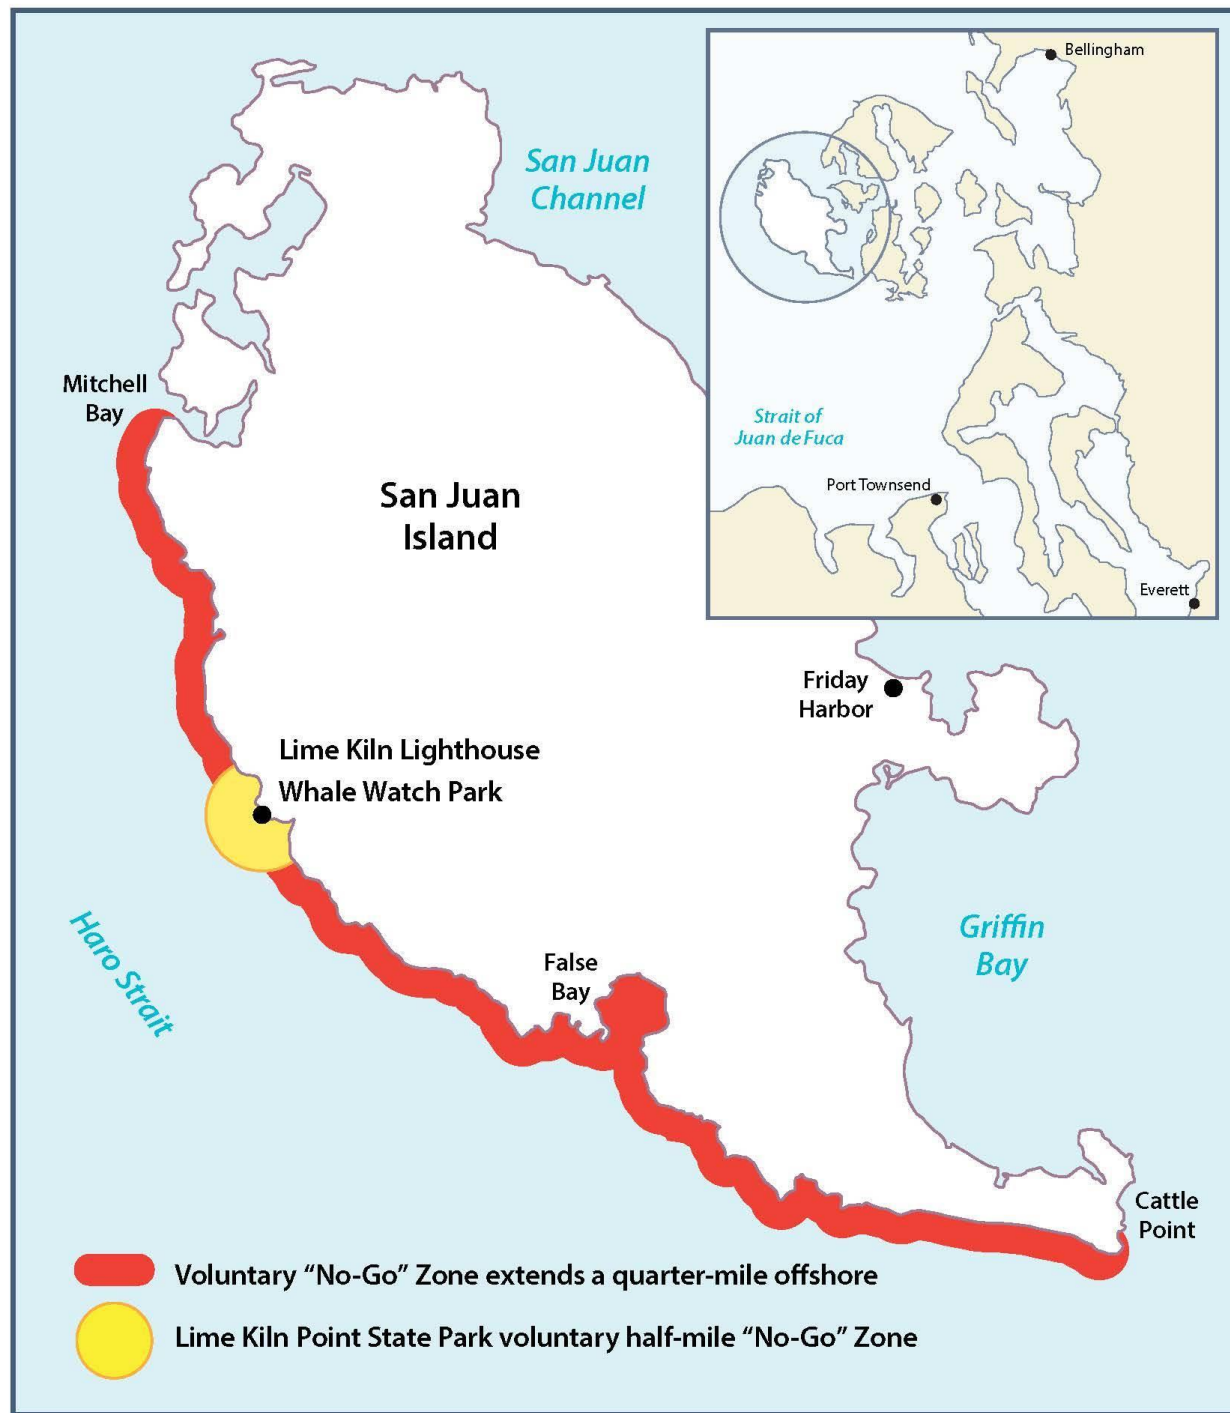 San Juan
Channel
Bellingham
Strait of
Juan de Fuca
Port Townsend
Everett
Mitchell
Bay
San Juan
Island
Friday
Harbor
Lime Kiln Lighthouse
Whale Watch Park
Haro Strait
Griffin
Bay
False
Bay
Cattle
Point
Voluntary “No-Go” Zone extends a quarter-mile offshore
Lime Kiln Point State Park voluntary half-mile “No-Go” Zone